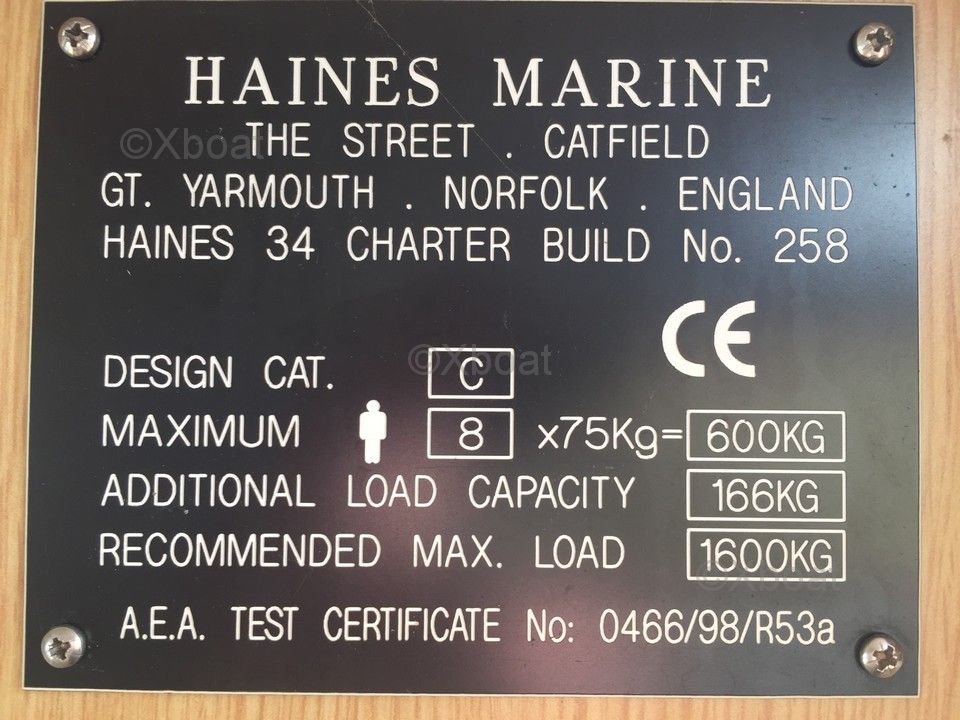 HAINES MARINE
©Xboat
THE STREET . CATFIELD
GT. YARMOUTH . NORFOLK . ENGLAND
HAINES 34 CHARTER BUILD No. 258
CE
©Xboat
DESIGN CAT. C
MAXIMUM 8 x75Kg= 600KG
ADDITIONAL LOAD CAPACITY 166KG
RECOMMENDED MAX. LOAD 1600KG
©Xboat
A.E.A. TEST CERTIFICATE No: 0466/98/R53a